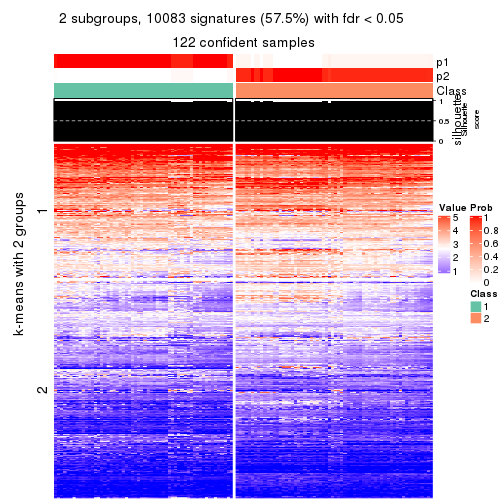 2 subgroups, 10083 signatures (57.5%) with fdr < 0.05
122 confident samples
p1
p2
Class
1
0.5
0
silhouette
Silhouette
score
k-means with 2 groups
1
2
Value
5
4
3
2
1
Prob
1
0.8
0.6
0.4
0.2
0
Class
1
2